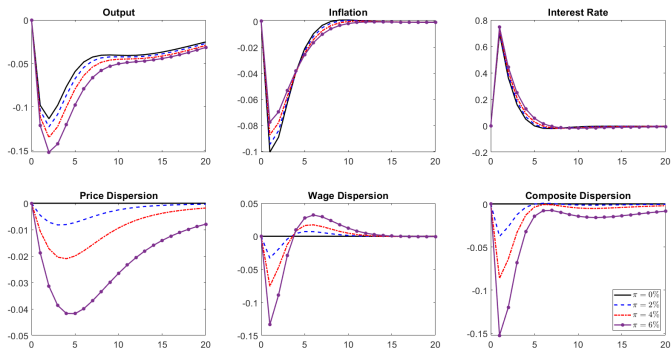 Output
0
-0.05
-0.1
-0.15
0 5 10 15 20
Inflation
0
-0.02
-0.04
-0.06
-0.08
-0.1
0 5 10 15 20
Interest Rate
0.8
0.6
0.4
0.2
0
-0.2
0 5 10 15 20
Price Dispersion
0
-0.01
-0.02
-0.03
-0.04
-0.05
0 5 10 15 20
Wage Dispersion
0.05
0
-0.05
-0.1
-0.15
0 5 10 15 20
Composite Dispersion
0
-0.05
-0.1
-0.15
0 5 10 15 20
π = 0%
π = 2%
π = 4%
π = 6%